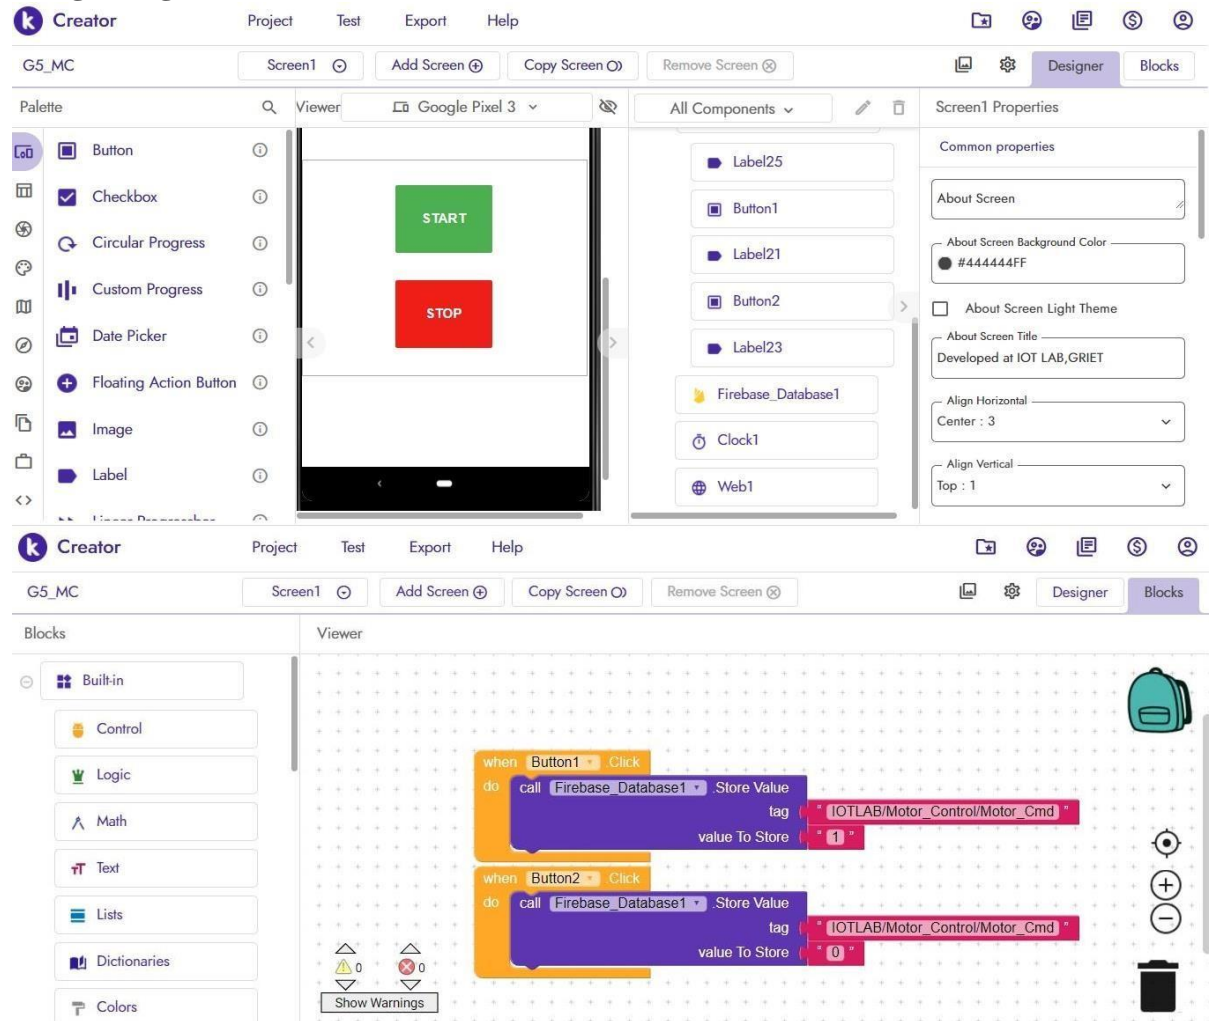 Creator Project Test Export Help
G5_MC Screen1 Add Screen Copy Screen Remove Screen Designer Blocks
Palette Viewer Google Pixel 3 All Components Screen1 Properties
Button
Checkbox
Circular Progress
Custom Progress
Date Picker
Floating Action Button
Image
Label
START
STOP
Label25
Button1
Label21
Button2
Label23
Firebase_Database1
Clock1
Web1
Common properties
About Screen
About Screen Background Color
#444444FF
About Screen Light Theme
About Screen Title
Developed at IOT LAB,GRIET
Align Horizontal
Center : 3
Align Vertical
Top : 1
Creator Project Test Export Help
G5_MC Screen1 Add Screen Copy Screen Remove Screen Designer Blocks
Blocks Viewer
Built-in
Control
Logic
Math
Text
Lists
Dictionaries
Colors
when Button1 .Click
do call Firebase_Database1 .Store Value
tag " IOTLAB/Motor_Control/Motor_Cmd "
value To Store " 1 "
when Button2 .Click
do call Firebase_Database1 .Store Value
tag " IOTLAB/Motor_Control/Motor_Cmd "
value To Store " 0 "
0 0
Show Warnings